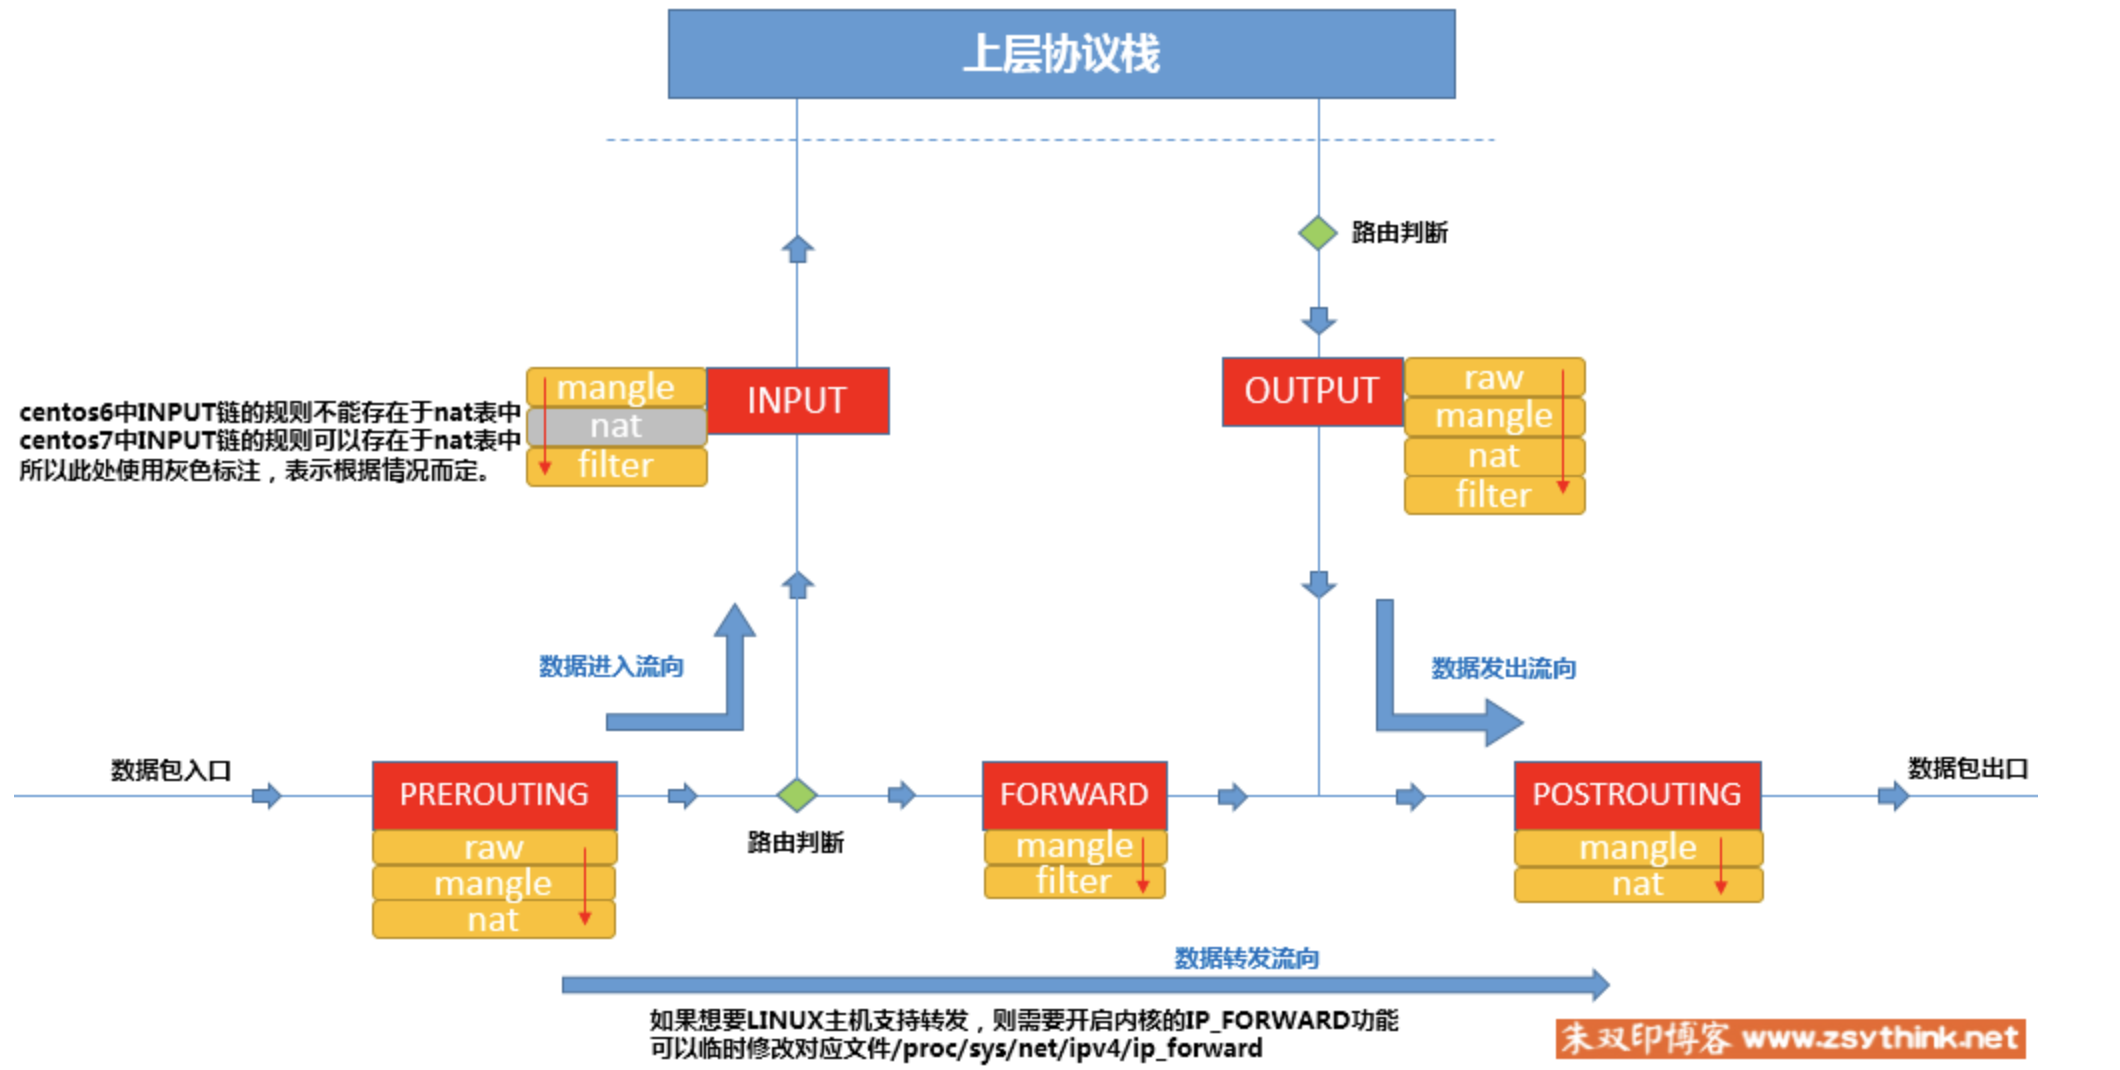 上层协议栈
路由判断
mangle
nat
filter
INPUT
OUTPUT
raw
mangle
nat
filter
centos6中INPUT链的规则不能存在于nat表中
centos7中INPUT链的规则可以存在于nat表中
所以此处使用灰色标注，表示根据情况而定。
数据进入流向
数据发出流向
数据包入口
PREROUTING
raw
mangle
nat
路由判断
FORWARD
mangle
filter
POSTROUTING
mangle
nat
数据包出口
数据转发流向
如果想要LINUX主机支持转发，则需要开启内核的IP_FORWARD功能
可以临时修改对应文件/proc/sys/net/ipv4/ip_forward
朱双印博客 www.zsythink.net